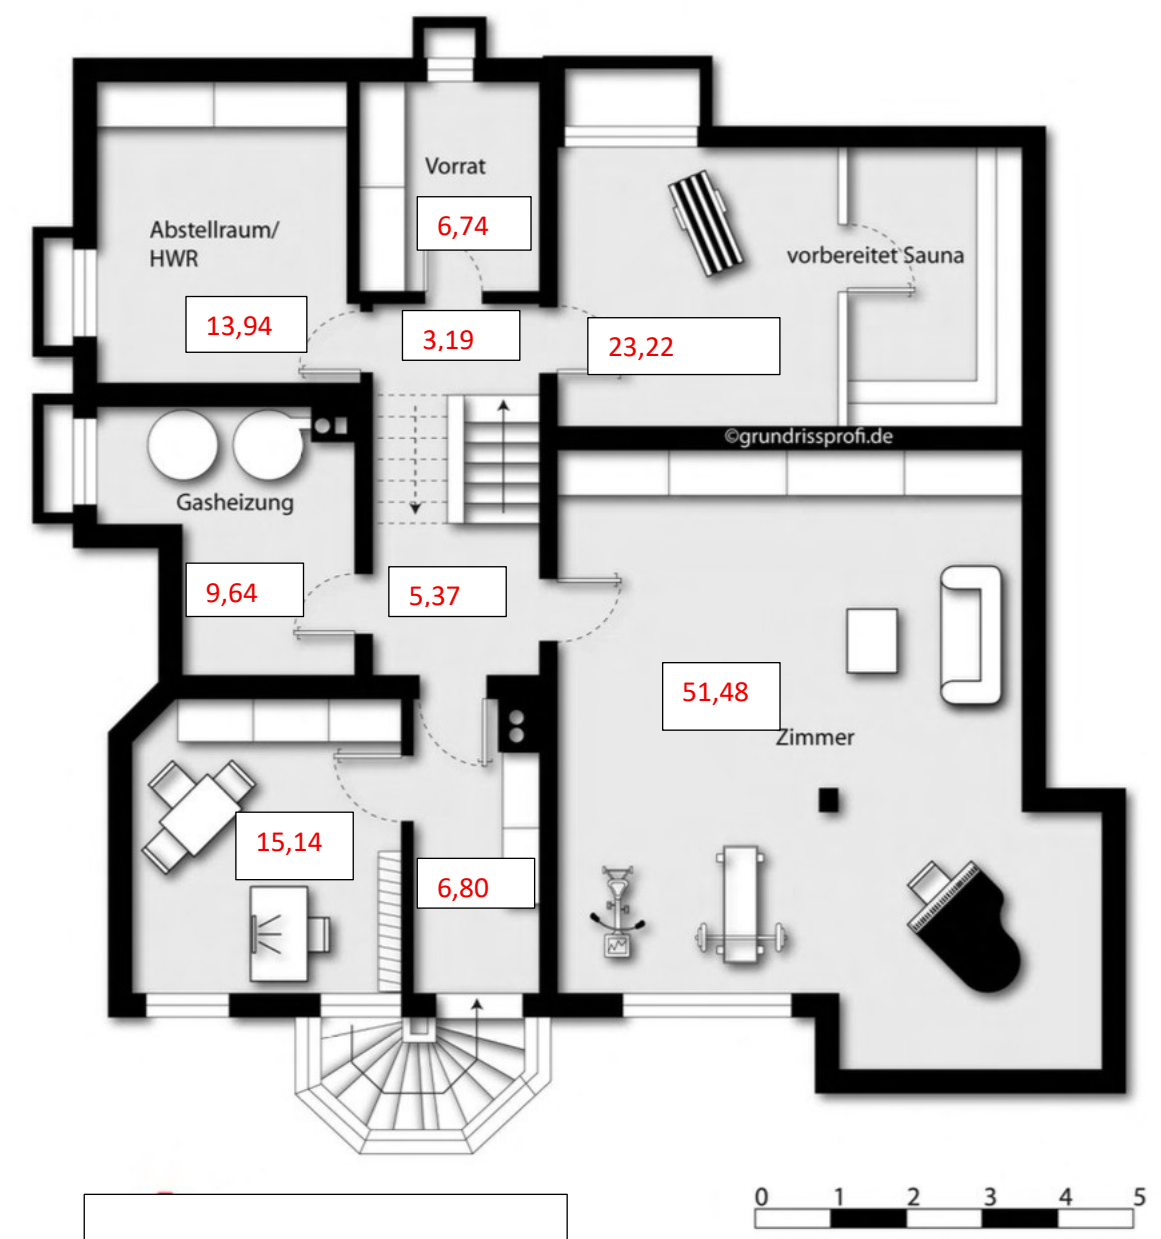 Vorrat
6,74
Abstellraum/
HWR
vorbereitet Sauna
13,94
3,19
23,22
©grundrissprofi.de
Gasheizung
9,64
5,37
51,48
Zimmer
15,14
6,80
0 1 2 3 4 5